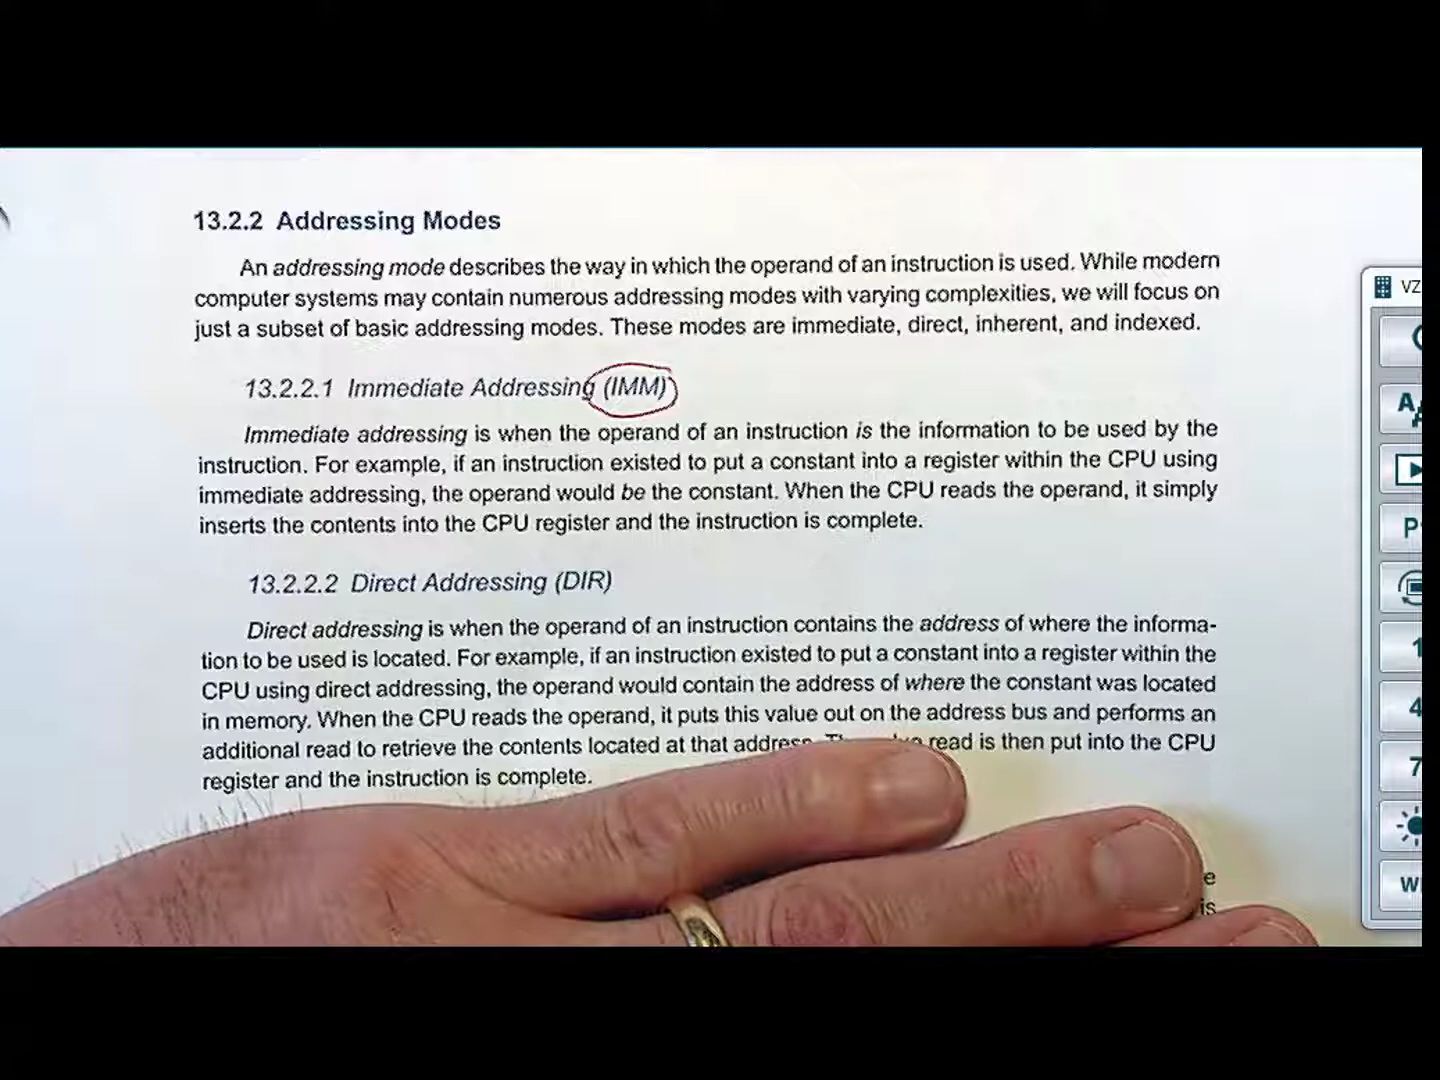 13.2.2 Addressing Modes
An addressing mode describes the way in which the operand of an instruction is used. While modern
computer systems may contain numerous addressing modes with varying complexities, we will focus on
just a subset of basic addressing modes. These modes are immediate, direct, inherent, and indexed.
13.2.2.1 Immediate Addressing (IMM)
Immediate addressing is when the operand of an instruction is the information to be used by the
instruction. For example, if an instruction existed to put a constant into a register within the CPU using
immediate addressing, the operand would be the constant. When the CPU reads the operand, it simply
inserts the contents into the CPU register and the instruction is complete.
13.2.2.2 Direct Addressing (DIR)
Direct addressing is when the operand of an instruction contains the address of where the informa-
tion to be used is located. For example, if an instruction existed to put a constant into a register within the
CPU using direct addressing, the operand would contain the address of where the constant was located
in memory. When the CPU reads the operand, it puts this value out on the address bus and performs an
additional read to retrieve the contents located at that address. read is then put into the CPU
register and the instruction is complete.
is
VZ
A
P
1
4
7